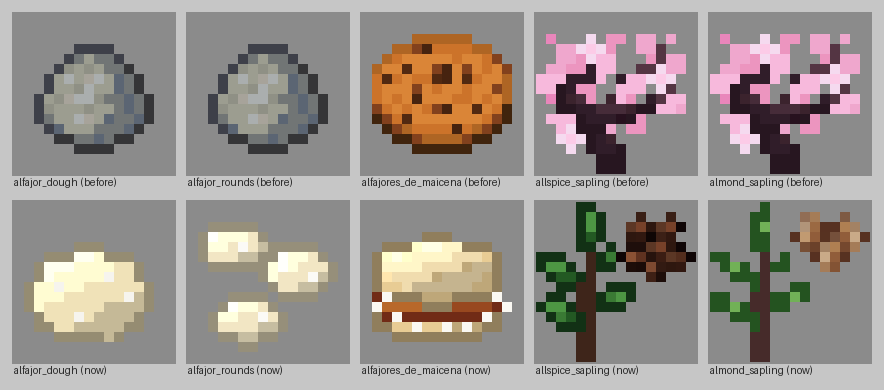 alfajor_dough (before)
alfajor_rounds (before)
alfajores_de_maicena (before)
allspice_sapling (before)
almond_sapling (before)
alfajor_dough (now)
alfajor_rounds (now)
alfajores_de_maicena (now)
allspice_sapling (now)
almond_sapling (now)